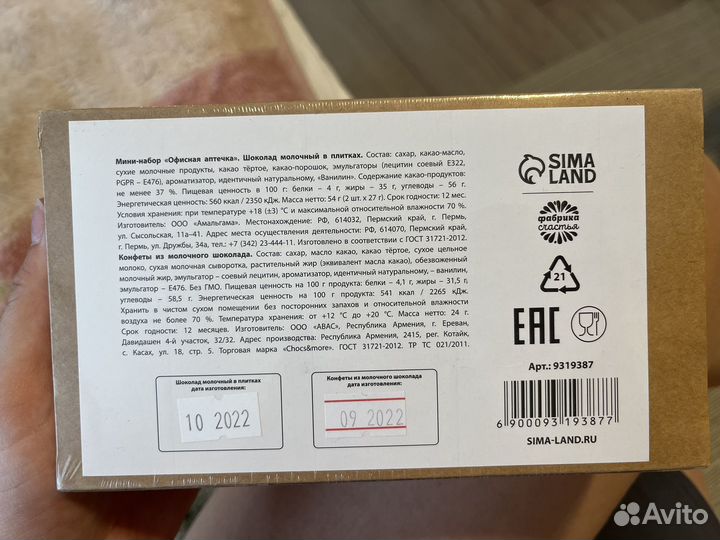 Мини-набор «Офисная аптечка». Шоколад молочный в плитках. Состав: сахар, какао-масло,
сухие молочные продукты, какао тёртое, какао-порошок, эмульгаторы (лецитин соевый Е322,
PGPR – Е476), ароматизатор, идентичный натуральному, «Ванилин». Содержание какао-продуктов:
не менее 37 %. Пищевая ценность в 100 г: белки – 4 г, жиры – 35 г, углеводы – 56 г.
Энергетическая ценность: 560 ккал / 2350 кДж. Масса нетто: 54 г (2 шт. х 27 г). Срок годности: 12 мес.
Условия хранения: при температуре +18 (±3) °С и максимальной относительной влажности 70 %.
Изготовитель: ООО «Амальгама». Местонахождение: РФ, 614032, Пермский край, г. Пермь,
ул. Сысольская, 11а–41. Адрес места осуществления деятельности: РФ, 614070, Пермский край,
г. Пермь, ул. Дружбы, 34а, тел.: +7 (342) 23-444-11. Изготовлено в соответствии с ГОСТ 31721-2012.
Конфеты из молочного шоколада. Состав: сахар, масло какао, какао тёртое, сухое цельное
молоко, сухая молочная сыворотка, растительный жир (эквивалент масла какао), обезвоженный
молочный жир, эмульгатор – соевый лецитин, ароматизатор, идентичный натуральному, – ванилин,
эмульгатор – Е476. Без ГМО. Пищевая ценность на 100 г продукта: белки – 4,1 г, жиры – 31,5 г,
углеводы – 58,5 г. Энергетическая ценность на 100 г продукта: 541 ккал / 2265 кДж.
Хранить в чистом сухом помещении без посторонних запахов и относительной влажности
воздуха не более 70 %. Температура хранения: от +12 °С до +20 °С. Масса нетто: 24 г.
Срок годности: 12 месяцев. Изготовитель: ООО «АВАС», Республика Армения, г. Ереван,
Давидашен 4-й участок, 32/32. Адрес производства: Республика Армения, 2415, рег. Котайк,
с. Касах, ул. 18, стр. 5. Торговая марка «Chocs&more». ГОСТ 31721-2012. ТР ТС 021/2011.
Шоколад молочный в плитках
дата изготовления:
10 2022
Конфеты из молочного шоколада
дата изготовления:
09 2022
SIMA
LAND
фабрика
счастья
21
EAC
Арт.: 9319387
6 900093 193877
SIMA-LAND.RU
Avito